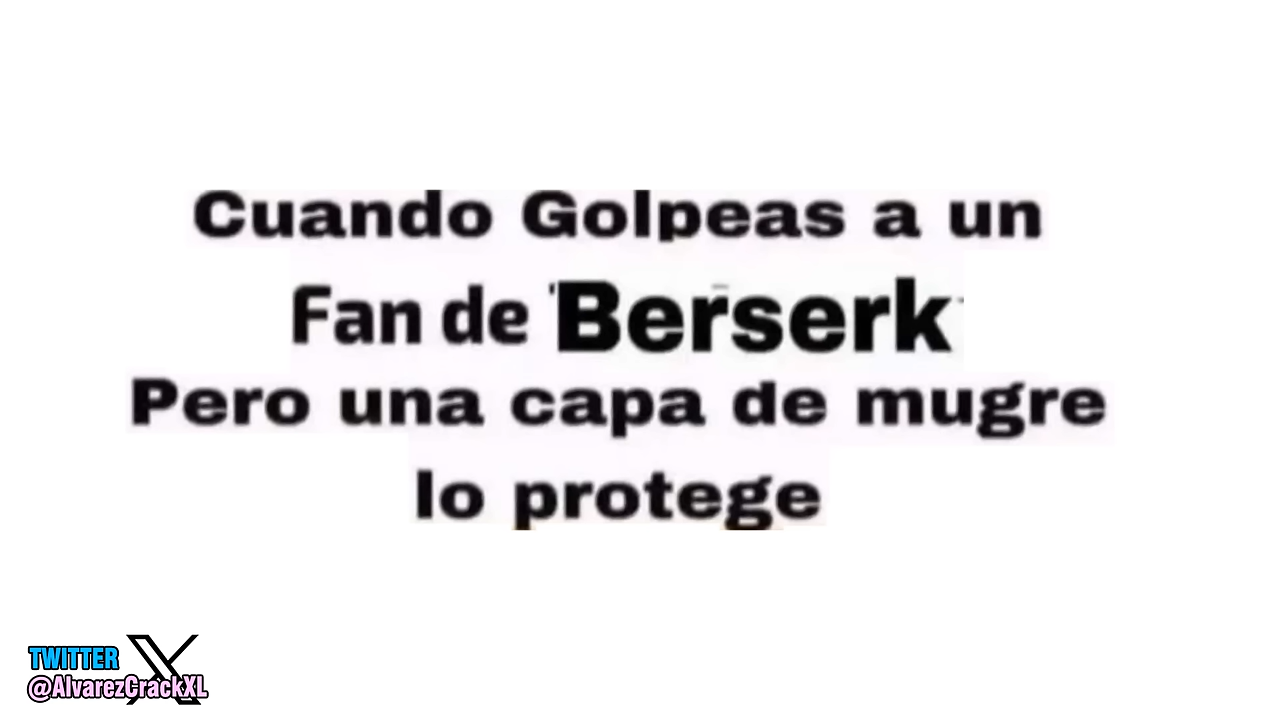 Cuando Golpeas a un
Fan de 'Berserk
Pero una capa de mugre
lo protege
TWITTER X
@AlvarezCrackXL